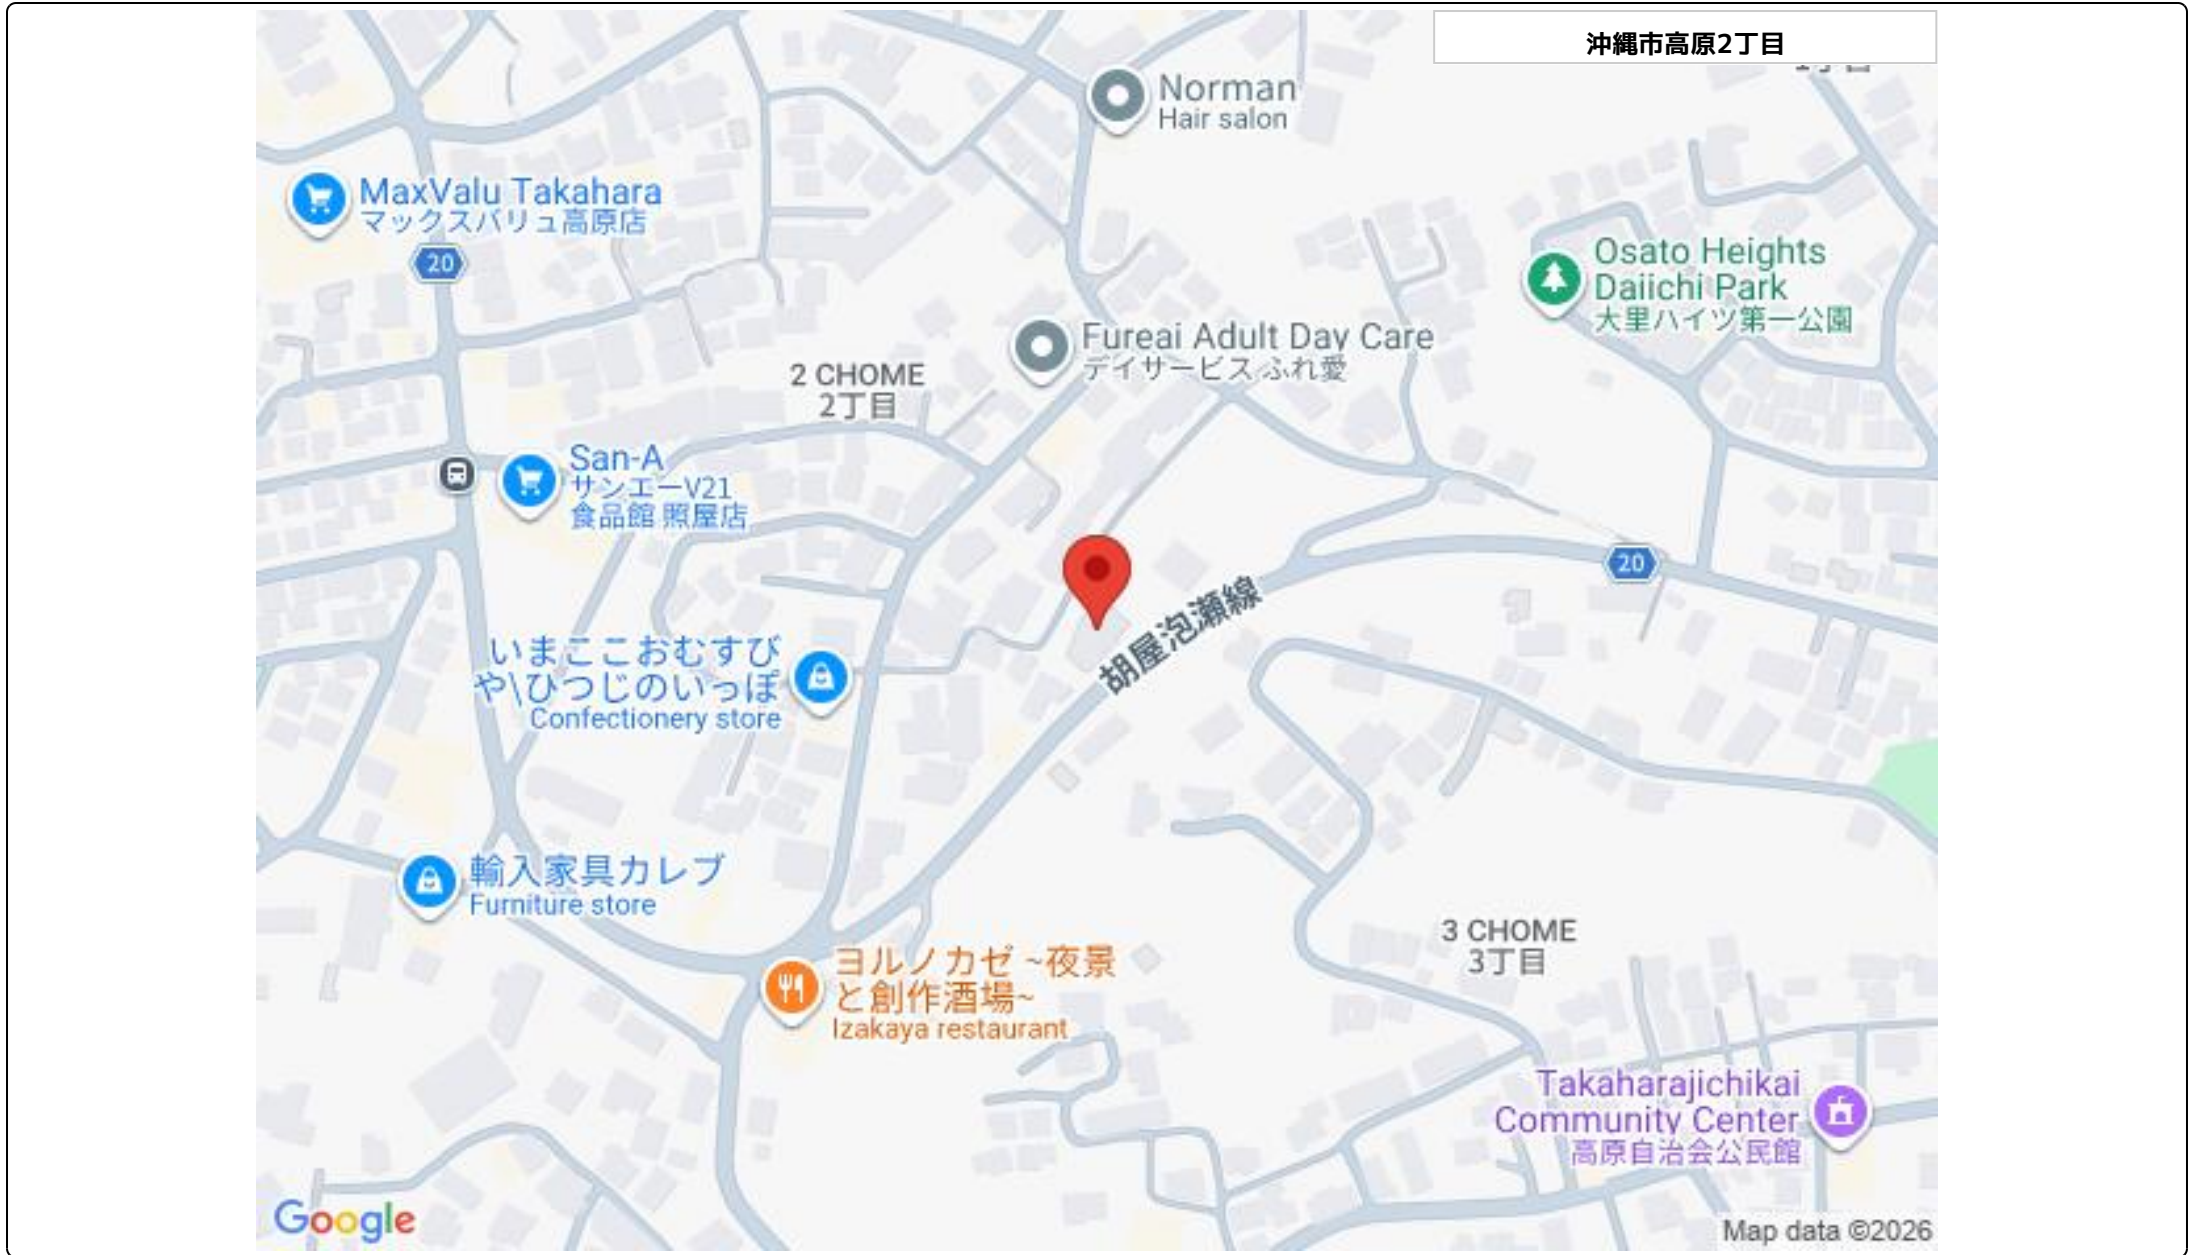 沖縄市高原2丁目
Norman
Hair salon
MaxValu Takahara
マックスバリュ高原店
20
Osato Heights
Daiichi Park
大里ハイツ第一公園
Fureai Adult Day Care
デイサービス ふれ愛
2 CHOME
2丁目
San-A
サンエーV21
食品館 照屋店
20
胡屋泡瀬線
いまここおむすび
や\ひつじのいっぽ
Confectionery store
輸入家具カレブ
Furniture store
3 CHOME
3丁目
ヨルノカゼ ~夜景
と創作酒場~
Izakaya restaurant
Takaharajichikai
Community Center
高原自治会公民館
Google
Map data ©2026